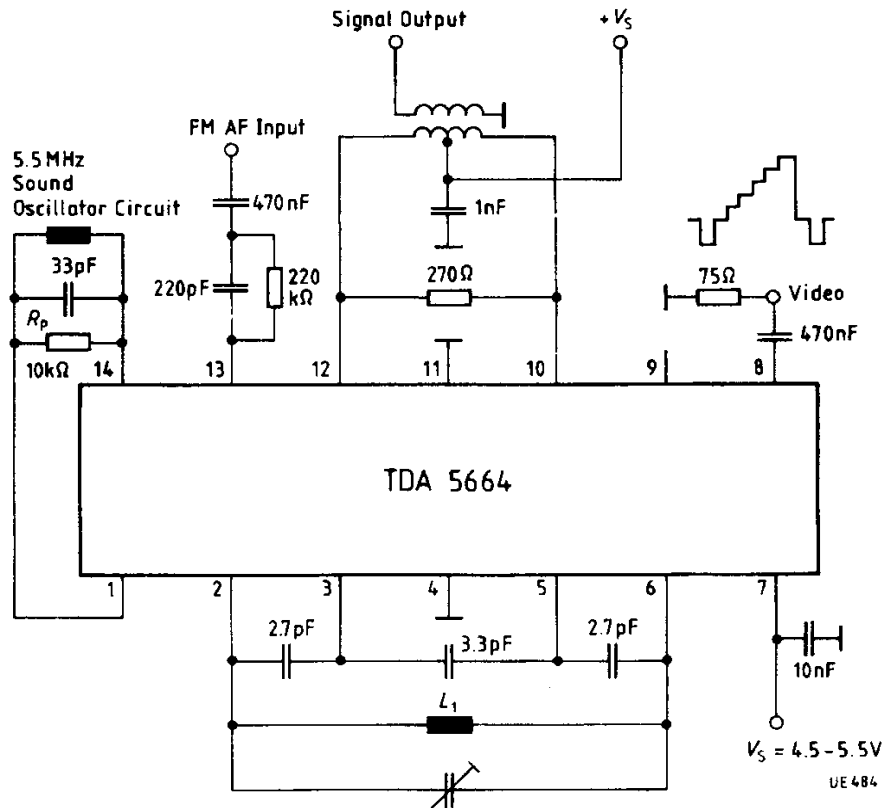 Signal Output
+VS
FM AF Input
5.5 MHz
Sound
Oscillator Circuit
470nF
1nF
33pF
220pF
220
kΩ
270Ω
75Ω
Video
RP
470nF
10kΩ
14
13
12
11
10
9
8
TDA 5664
1
2
3
4
5
6
7
2.7pF
3.3pF
2.7pF
10nF
L1
VS = 4.5-5.5V
UE484